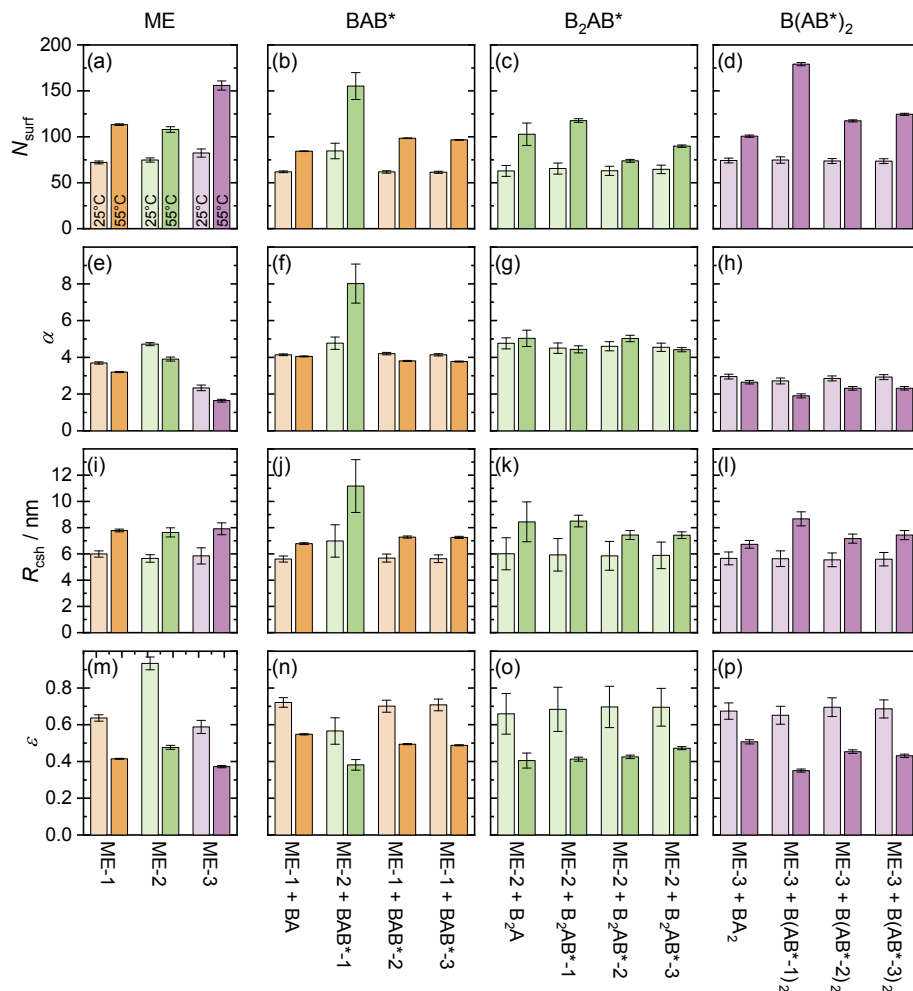 ME BAB* B₂AB* B(AB*)₂
(a) (b) (c) (d)
200
150
100
50
0
N_surf
25°C 55°C 25°C 55°C 25°C 55°C
(e) (f) (g) (h)
8
6
4
2
0
α
(i) (j) (k) (l)
12
10
8
6
4
2
0
R_csh / nm
(m) (n) (o) (p)
0.8
0.6
0.4
0.2
0.0
ε
ME-1
ME-2
ME-3
ME-1 + BA
ME-2 + BAB*-1
ME-1 + BAB*-2
ME-1 + BAB*-3
ME-2 + B₂A
ME-2 + B₂AB*-1
ME-2 + B₂AB*-2
ME-2 + B₂AB*-3
ME-3 + BA₂
ME-3 + B(AB*-1)₂
ME-3 + B(AB*-2)₂
ME-3 + B(AB*-3)₂